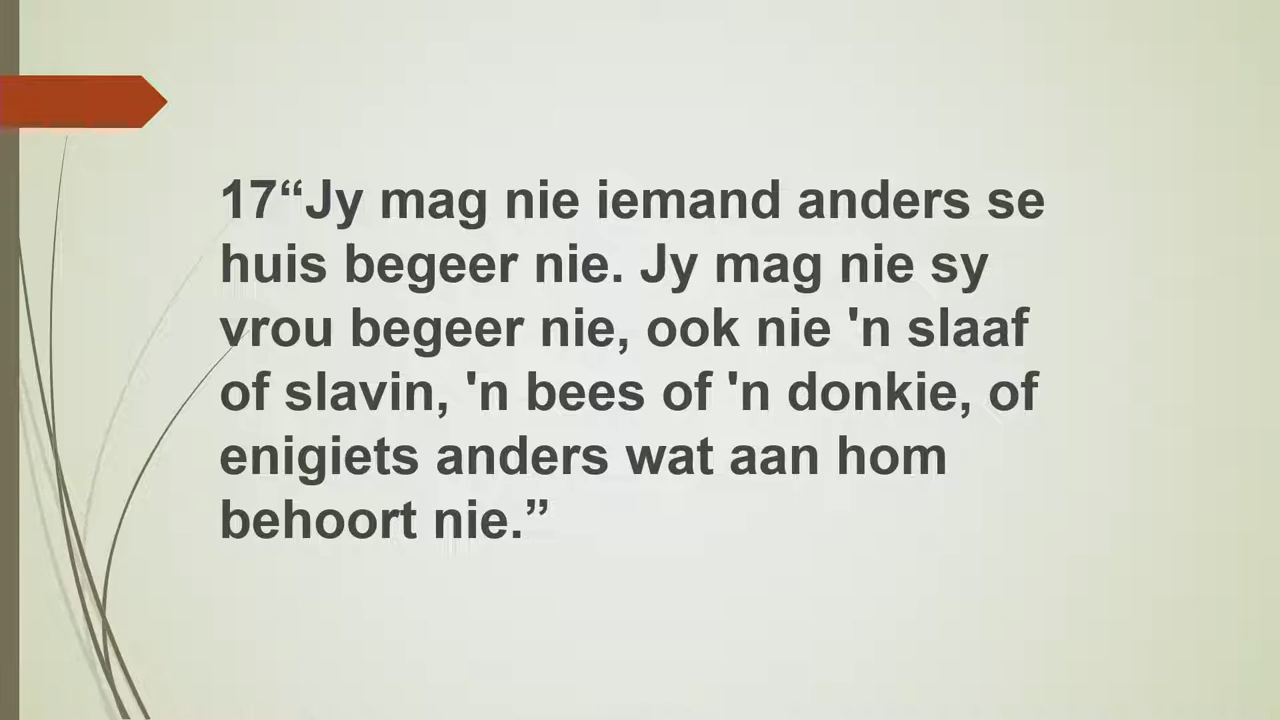 17“Jy mag nie iemand anders se
huis begeer nie. Jy mag nie sy
vrou begeer nie, ook nie 'n slaaf
of slavin, 'n bees of 'n donkie, of
enigiets anders wat aan hom
behoort nie.”